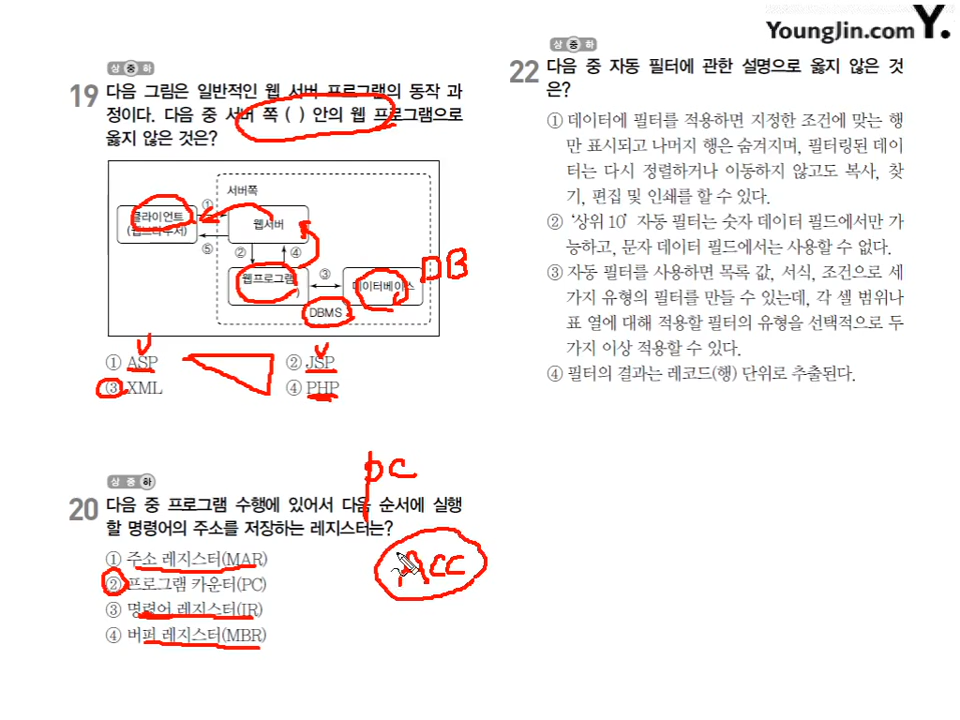 YoungJin.com Y.
상 중 하
19 다음 그림은 일반적인 웹 서버 프로그램의 동작 과
정이다. 다음 중 서버 쪽 ( ) 안의 웹 프로그램으로
옳지 않은 것은?
서버쪽
클라이언트
(웹브라우저)
①
⑤
웹서버
②
④
웹프로그램
)
③
데이터베이스
DB
DBMS
① ASP
② JSP
③ XML
④ PHP
상 중 하
PC
20 다음 중 프로그램 수행에 있어서 다음 순서에 실행
할 명령어의 주소를 저장하는 레지스터는?
① 주소 레지스터(MAR)
② 프로그램 카운터(PC)
③ 명령어 레지스터(IR)
④ 버퍼 레지스터(MBR)
ACC
상 중 하
22 다음 중 자동 필터에 관한 설명으로 옳지 않은 것
은?
① 데이터에 필터를 적용하면 지정한 조건에 맞는 행
만 표시되고 나머지 행은 숨겨지며, 필터링된 데이
터는 다시 정렬하거나 이동하지 않고도 복사, 찾
기, 편집 및 인쇄를 할 수 있다.
② ‘상위 10’ 자동 필터는 숫자 데이터 필드에서만 가
능하고, 문자 데이터 필드에서는 사용할 수 없다.
③ 자동 필터를 사용하면 목록 값, 서식, 조건으로 세
가지 유형의 필터를 만들 수 있는데, 각 셀 범위나
표 열에 대해 적용할 필터의 유형을 선택적으로 두
가지 이상 적용할 수 있다.
④ 필터의 결과는 레코드(행) 단위로 추출된다.